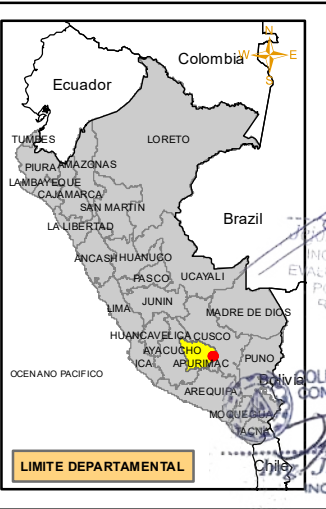 N
Colombia
W
E
S
Ecuador
TUMBES
LORETO
PIURA
AMAZONAS
LAMBAYEQUE
CAJAMARCA
SAN MARTIN
Brazil
LA LIBERTAD
ANCASH
HUANUCO
PASCO
UCAYALI
JUNIN
LIMA
MADRE DE DIOS
HUANCAVELICA
CUSCO
AYACUCHO
ICA
APURIMAC
PUNO
OCENANO PACIFICO
Bolivia
AREQUIPA
MOQUEGUA
TACNA
LIMITE DEPARTAMENTAL
Chile